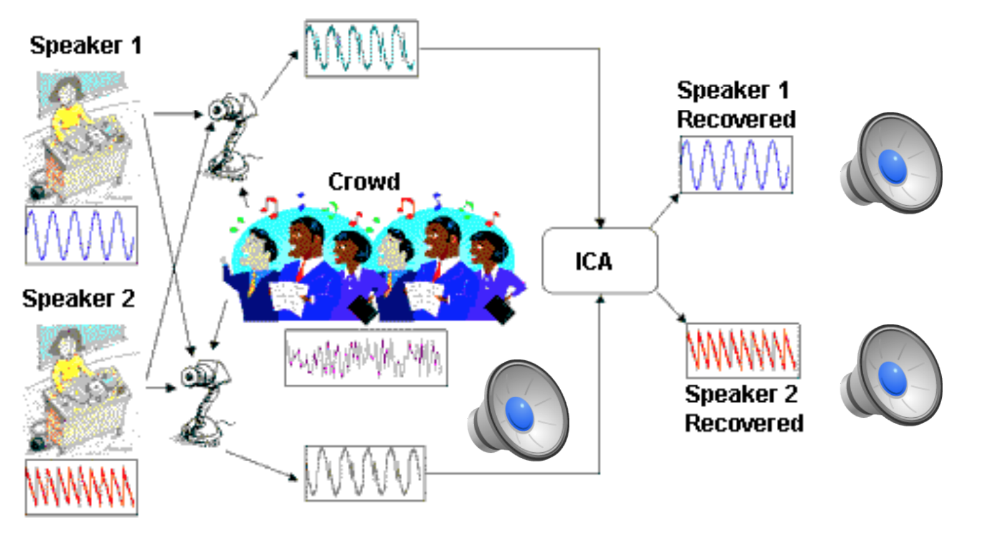 Speaker 1
Speaker 2
Crowd
ICA
Speaker 1
Recovered
Speaker 2
Recovered